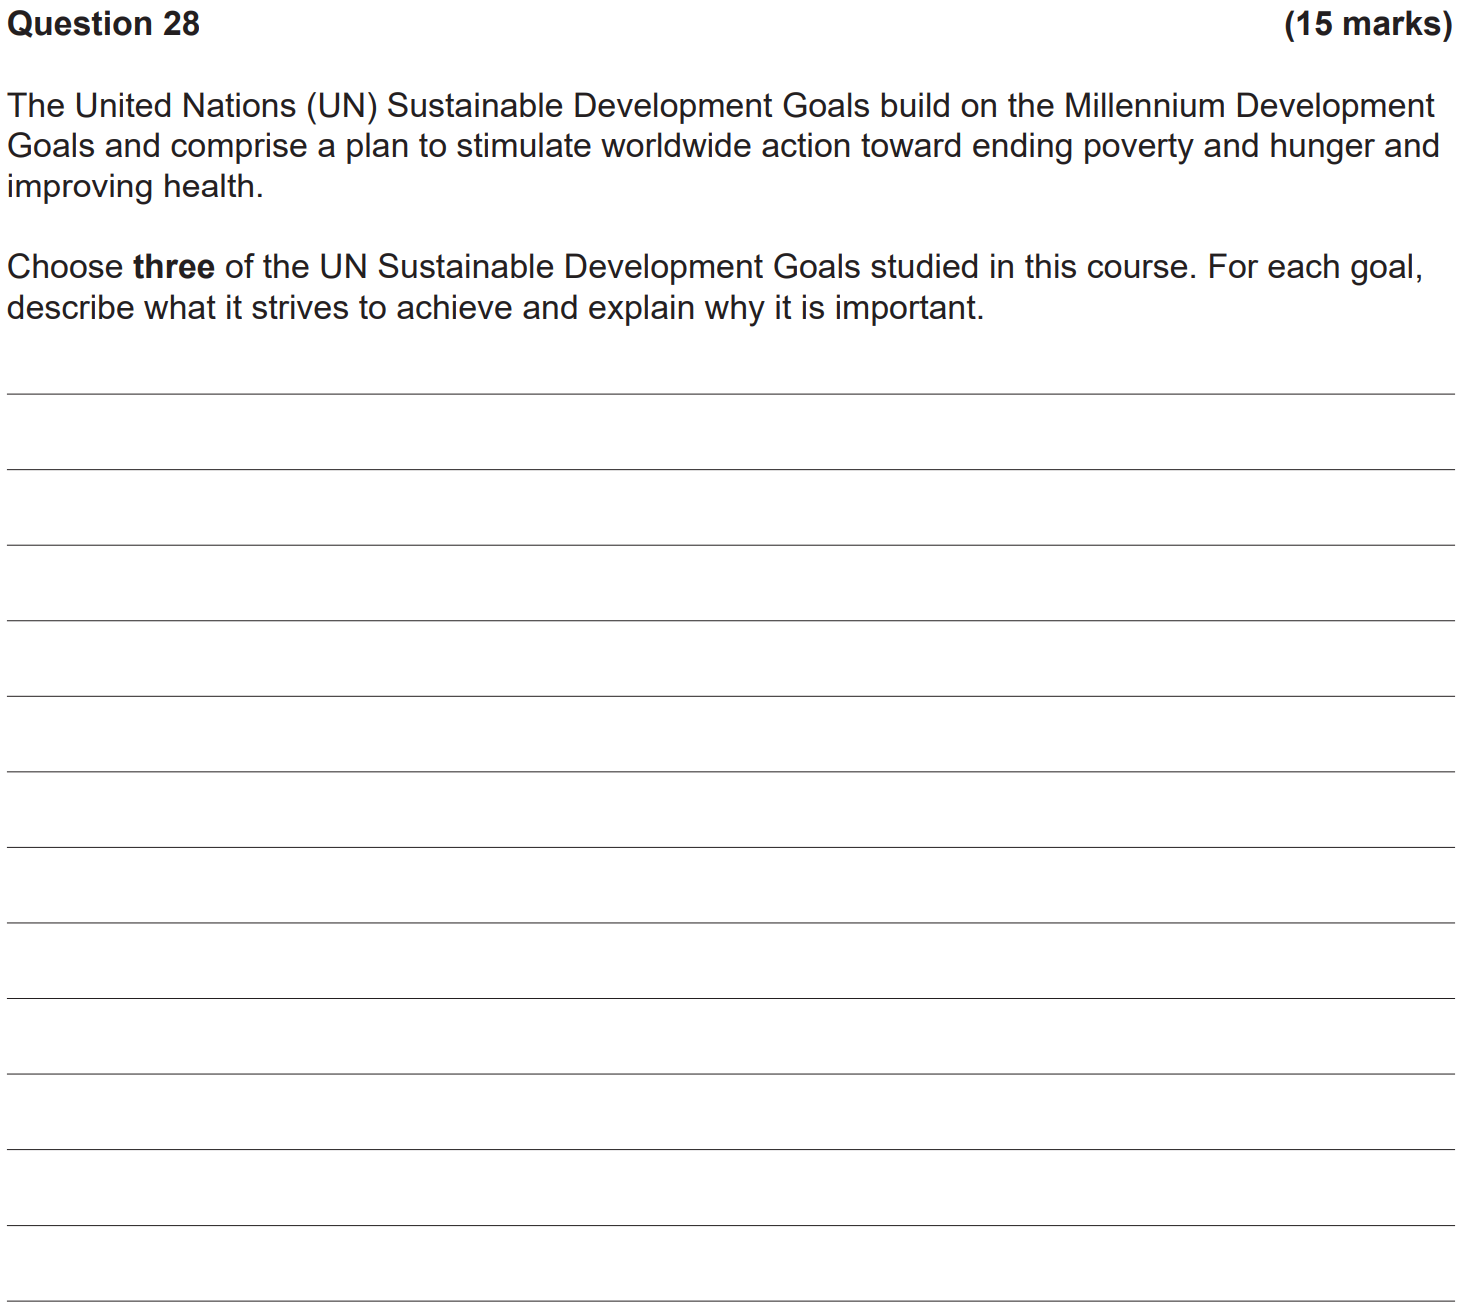 Question 28 (15 marks)
The United Nations (UN) Sustainable Development Goals build on the Millennium Development
Goals and comprise a plan to stimulate worldwide action toward ending poverty and hunger and
improving health.
Choose three of the UN Sustainable Development Goals studied in this course. For each goal,
describe what it strives to achieve and explain why it is important.